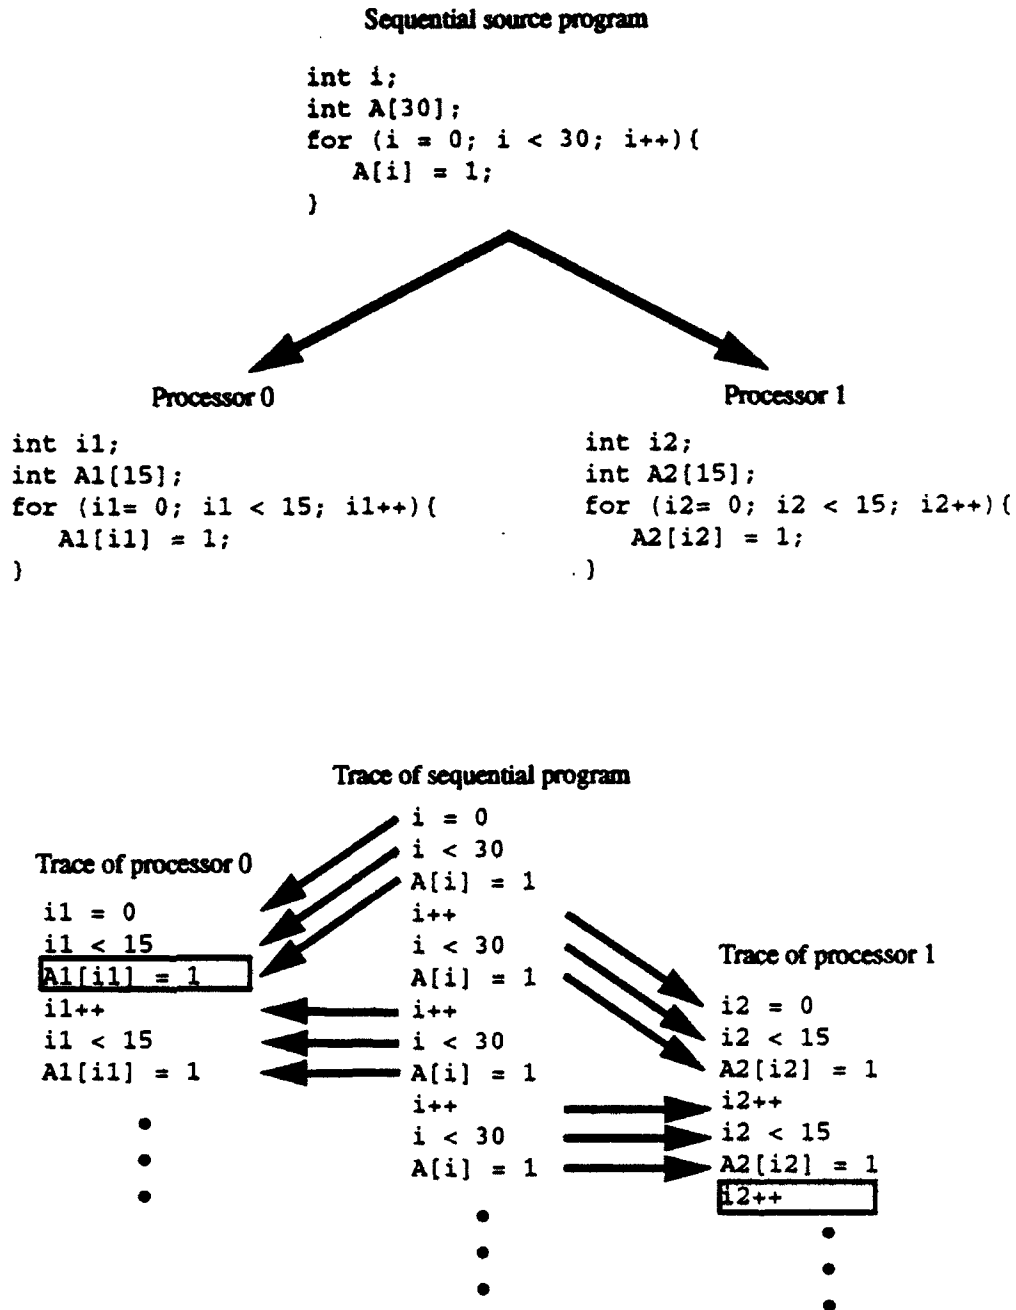 Sequential source program
int i;
int A[30];
for (i = 0; i < 30; i++){
A[i] = 1;
}
Processor 0
int i1;
int A1[15];
for (i1= 0; i1 < 15; i1++){
A1[i1] = 1;
}
Processor 1
int i2;
int A2[15];
for (i2= 0; i2 < 15; i2++){
A2[i2] = 1;
}
Trace of sequential program
i = 0
i < 30
A[i] = 1
i++
i < 30
A[i] = 1
i++
i < 30
A[i] = 1
i++
i < 30
A[i] = 1
Trace of processor 0
i1 = 0
i1 < 15
A1[i1] = 1
i1++
i1 < 15
A1[i1] = 1
Trace of processor 1
i2 = 0
i2 < 15
A2[i2] = 1
i2++
i2 < 15
A2[i2] = 1
i2++